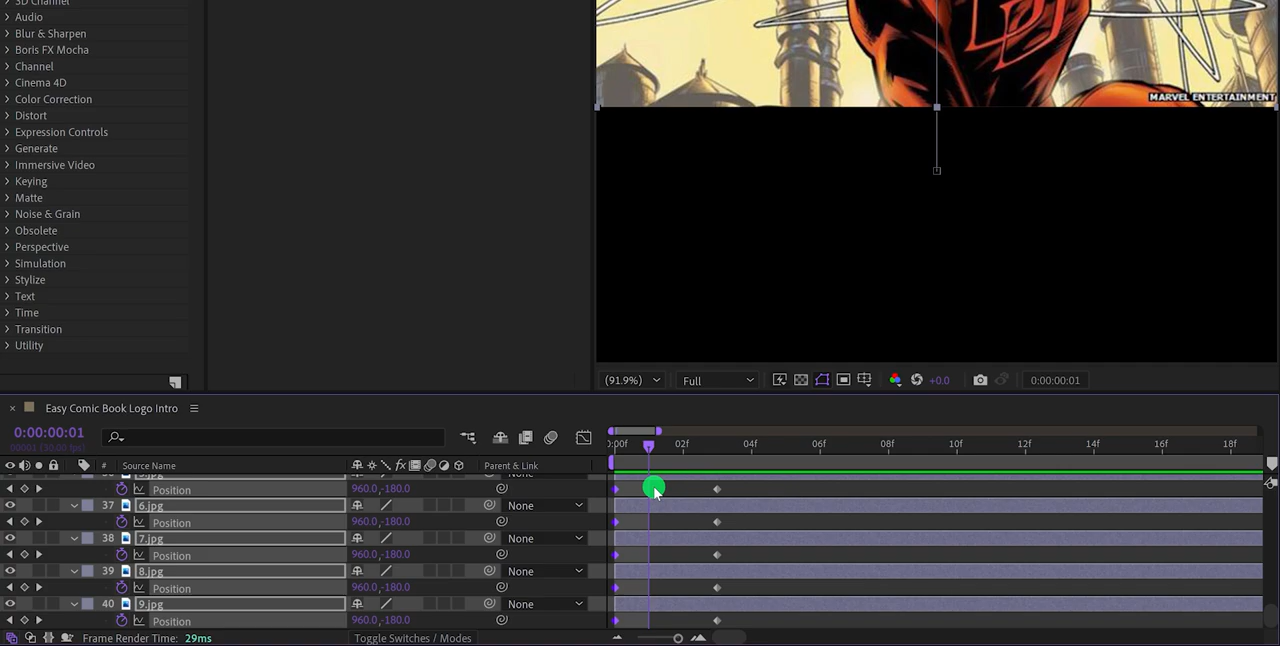 3D Channel
Audio
Blur & Sharpen
Boris FX Mocha
Channel
Cinema 4D
Color Correction
Distort
Expression Controls
Generate
Immersive Video
Keying
Matte
Noise & Grain
Obsolete
Perspective
Simulation
Stylize
Text
Time
Transition
Utility
MARVEL ENTERTAINMENT
(91.9%) Full +0.0 0:00:00:01
Easy Comic Book Logo Intro
0:00:00:01
00001 (30.00 fps)
:00f 02f 04f 06f 08f 10f 12f 14f 16f 18f
# Source Name fx Parent & Link
Position 960.0,-180.0
37 6.jpg None
Position 960.0,-180.0
38 7.jpg None
Position 960.0,-180.0
39 8.jpg None
Position 960.0,-180.0
40 9.jpg None
Position 960.0,-180.0
Frame Render Time: 29ms Toggle Switches / Modes